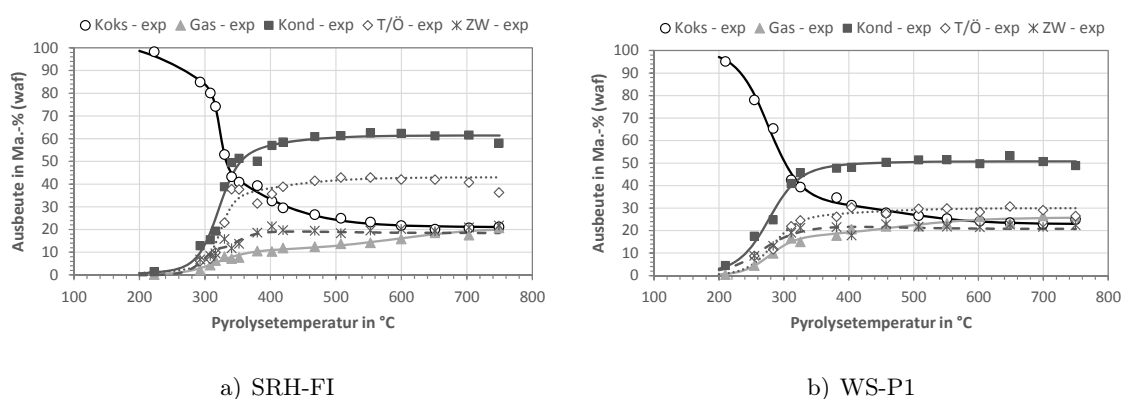 Koks - exp Gas - exp Kond - exp T/Ö - exp ZW - exp
Ausbeute in Ma.-% (waf)
100
90
80
70
60
50
40
30
20
10
0
100 200 300 400 500 600 700 800
Pyrolysetemperatur in °C
a) SRH-FI
Koks - exp Gas - exp Kond - exp T/Ö - exp ZW - exp
Ausbeute in Ma.-% (waf)
100
90
80
70
60
50
40
30
20
10
0
100 200 300 400 500 600 700 800
Pyrolysetemperatur in °C
b) WS-P1